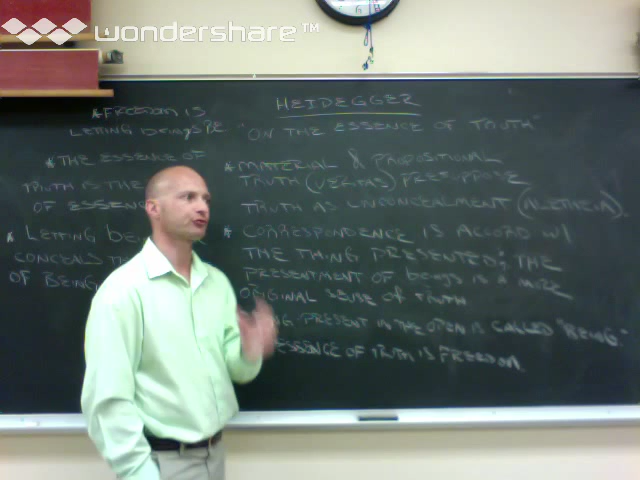 wondershare™
HEIDEGGER
"ON THE ESSENCE OF TRUTH"
*FREEDOM IS
LETTING BEINGS BE
*THE ESSENCE OF
TRUTH IS THE
OF ESSENCE
* LETTING BE
CONCEALS
OF BEING
* MATERIAL & PROPOSITIONAL
TRUTH (VERITAS) PRESUPPOSE
TRUTH AS UNCONCEALMENT (ALETHEIA).
* CORRESPONDENCE IS ACCORD W/
THE THING PRESENTED; THE
PRESENTMENT OF BEINGS IS A MORE
ORIGINAL SENSE OF TRUTH
PRESENT IN THE OPEN IS CALLED "BEING."
ESSENCE OF TRUTH IS FREEDOM.